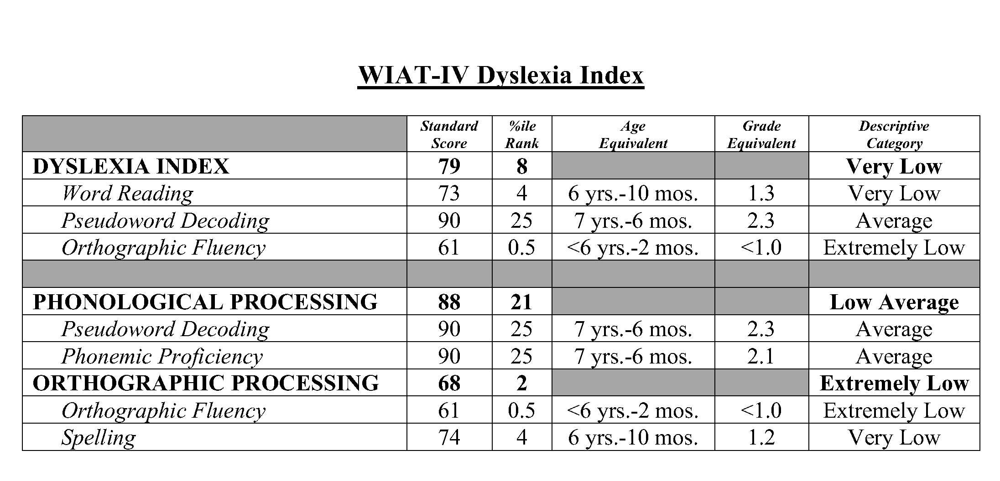 WIAT-IV Dyslexia Index
Standard Score %ile Rank Age Equivalent Grade Equivalent Descriptive Category
DYSLEXIA INDEX 79 8 Very Low
Word Reading 73 4 6 yrs.-10 mos. 1.3 Very Low
Pseudoword Decoding 90 25 7 yrs.-6 mos. 2.3 Average
Orthographic Fluency 61 0.5 <6 yrs.-2 mos. <1.0 Extremely Low
PHONOLOGICAL PROCESSING 88 21 Low Average
Pseudoword Decoding 90 25 7 yrs.-6 mos. 2.3 Average
Phonemic Proficiency 90 25 7 yrs.-6 mos. 2.1 Average
ORTHOGRAPHIC PROCESSING 68 2 Extremely Low
Orthographic Fluency 61 0.5 <6 yrs.-2 mos. <1.0 Extremely Low
Spelling 74 4 6 yrs.-10 mos. 1.2 Very Low